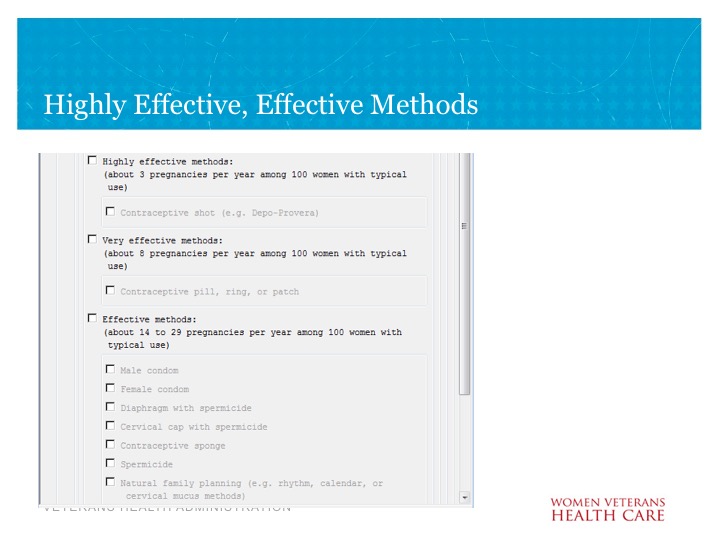 Highly Effective, Effective Methods
Highly effective methods:
(about 3 pregnancies per year among 100 women with typical
use)
Contraceptive shot (e.g. Depo-Provera)
Very effective methods:
(about 8 pregnancies per year among 100 women with typical
use)
Contraceptive pill, ring, or patch
Effective methods:
(about 14 to 29 pregnancies per year among 100 women with
typical use)
Male condom
Female condom
Diaphragm with spermicide
Cervical cap with spermicide
Contraceptive sponge
Spermicide
Natural family planning (e.g. rhythm, calendar, or
cervical mucus methods)
VETERANS HEALTH ADMINISTRATION
WOMEN VETERANS
HEALTH CARE